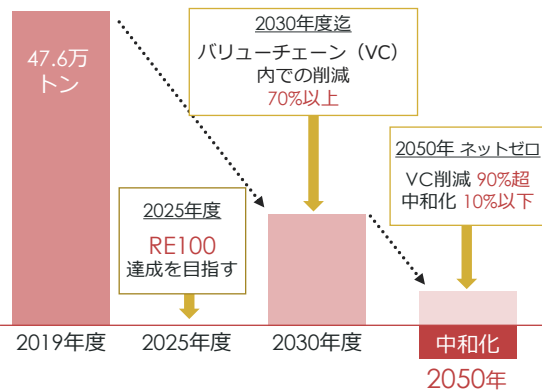 47.6万
トン
2030年度迄
バリューチェーン（VC）
内での削減
70%以上
2050年 ネットゼロ
VC削減 90%超
中和化 10%以下
2025年度
RE100
達成を目指す
2019年度
2025年度
2030年度
中和化
2050年